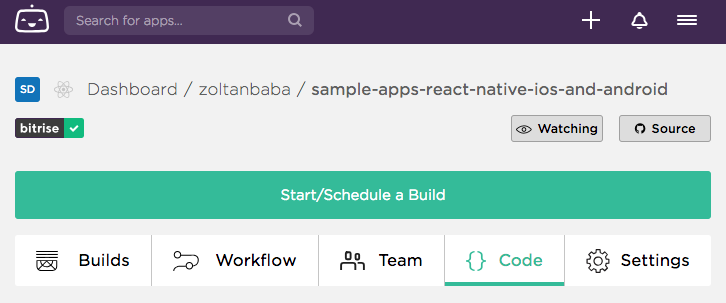 Search for apps...
SD Dashboard / zoltanbaba / sample-apps-react-native-ios-and-android
bitrise Watching Source
Start/Schedule a Build
Builds Workflow Team {} Code Settings